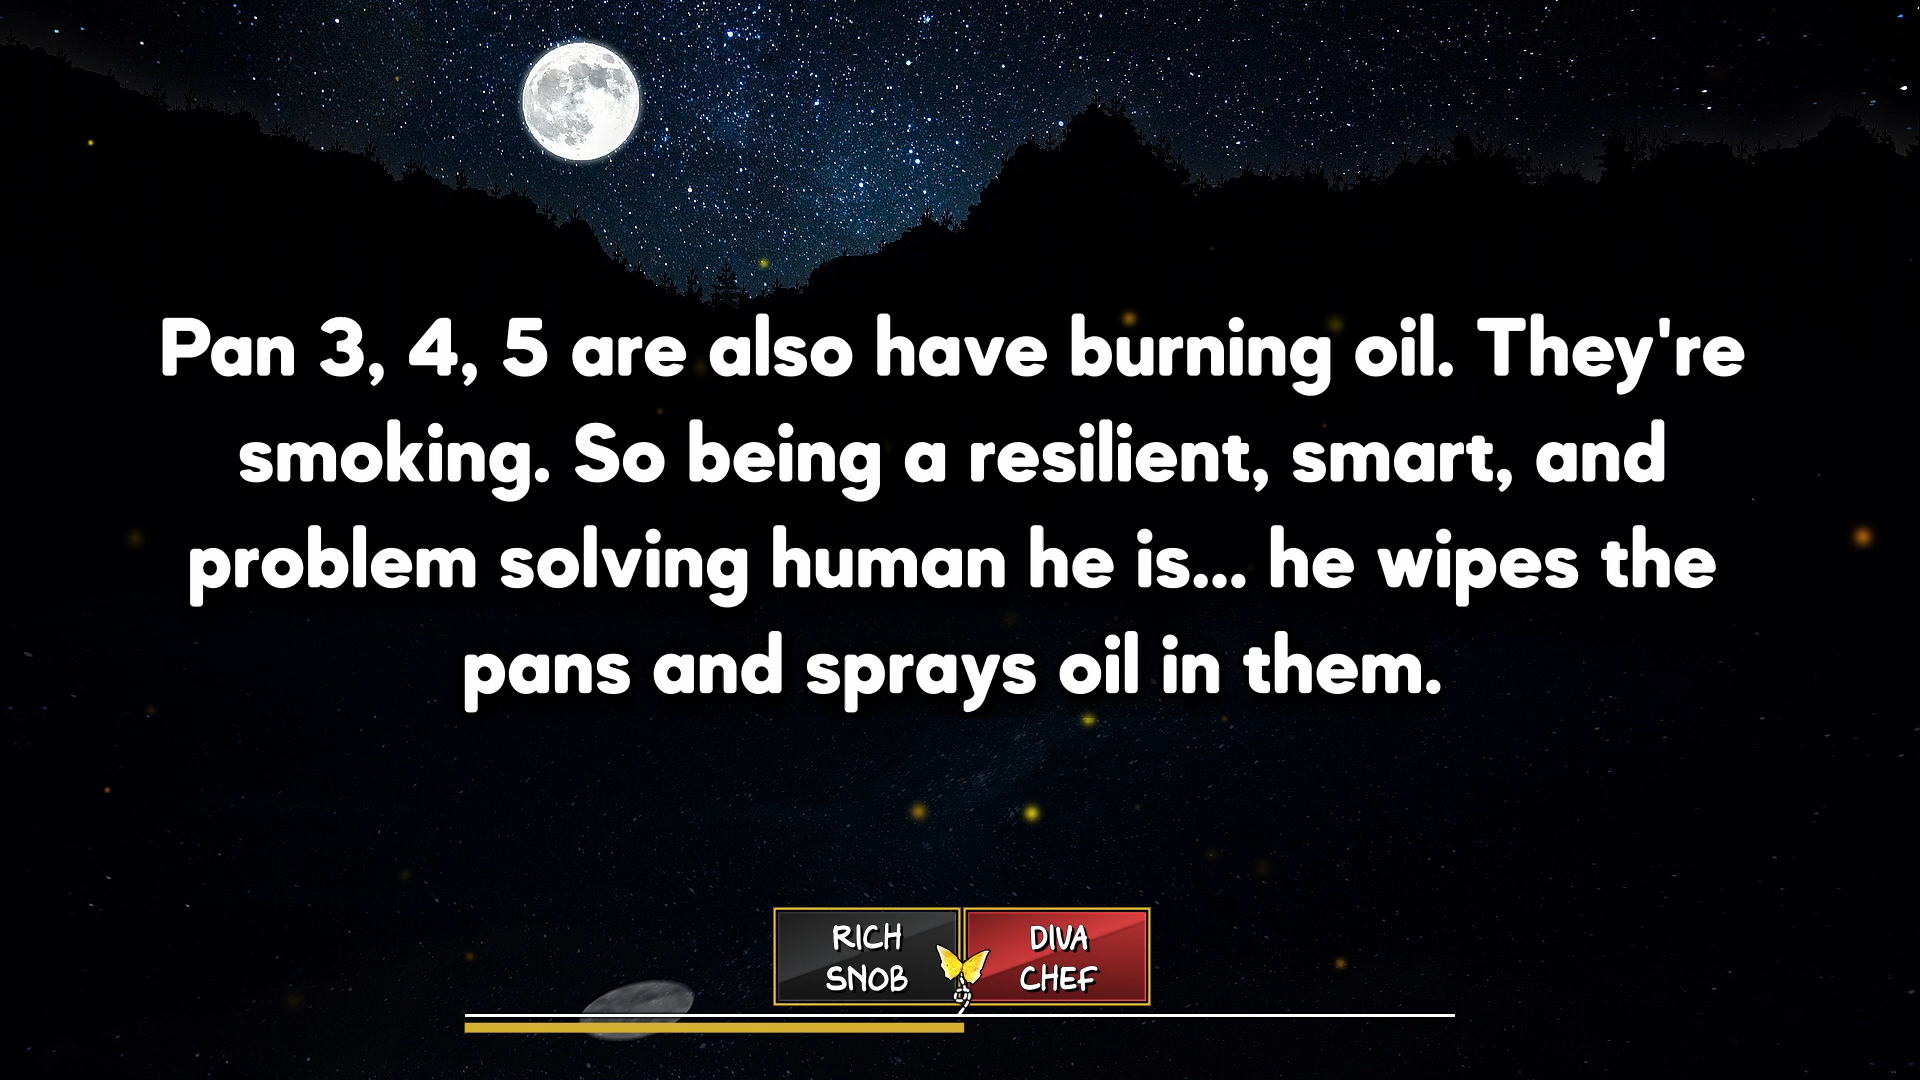 Pan 3, 4, 5 are also have burning oil. They're
smoking. So being a resilient, smart, and
problem solving human he is... he wipes the
pans and sprays oil in them.
RICH
SNOB
DIVA
CHEF